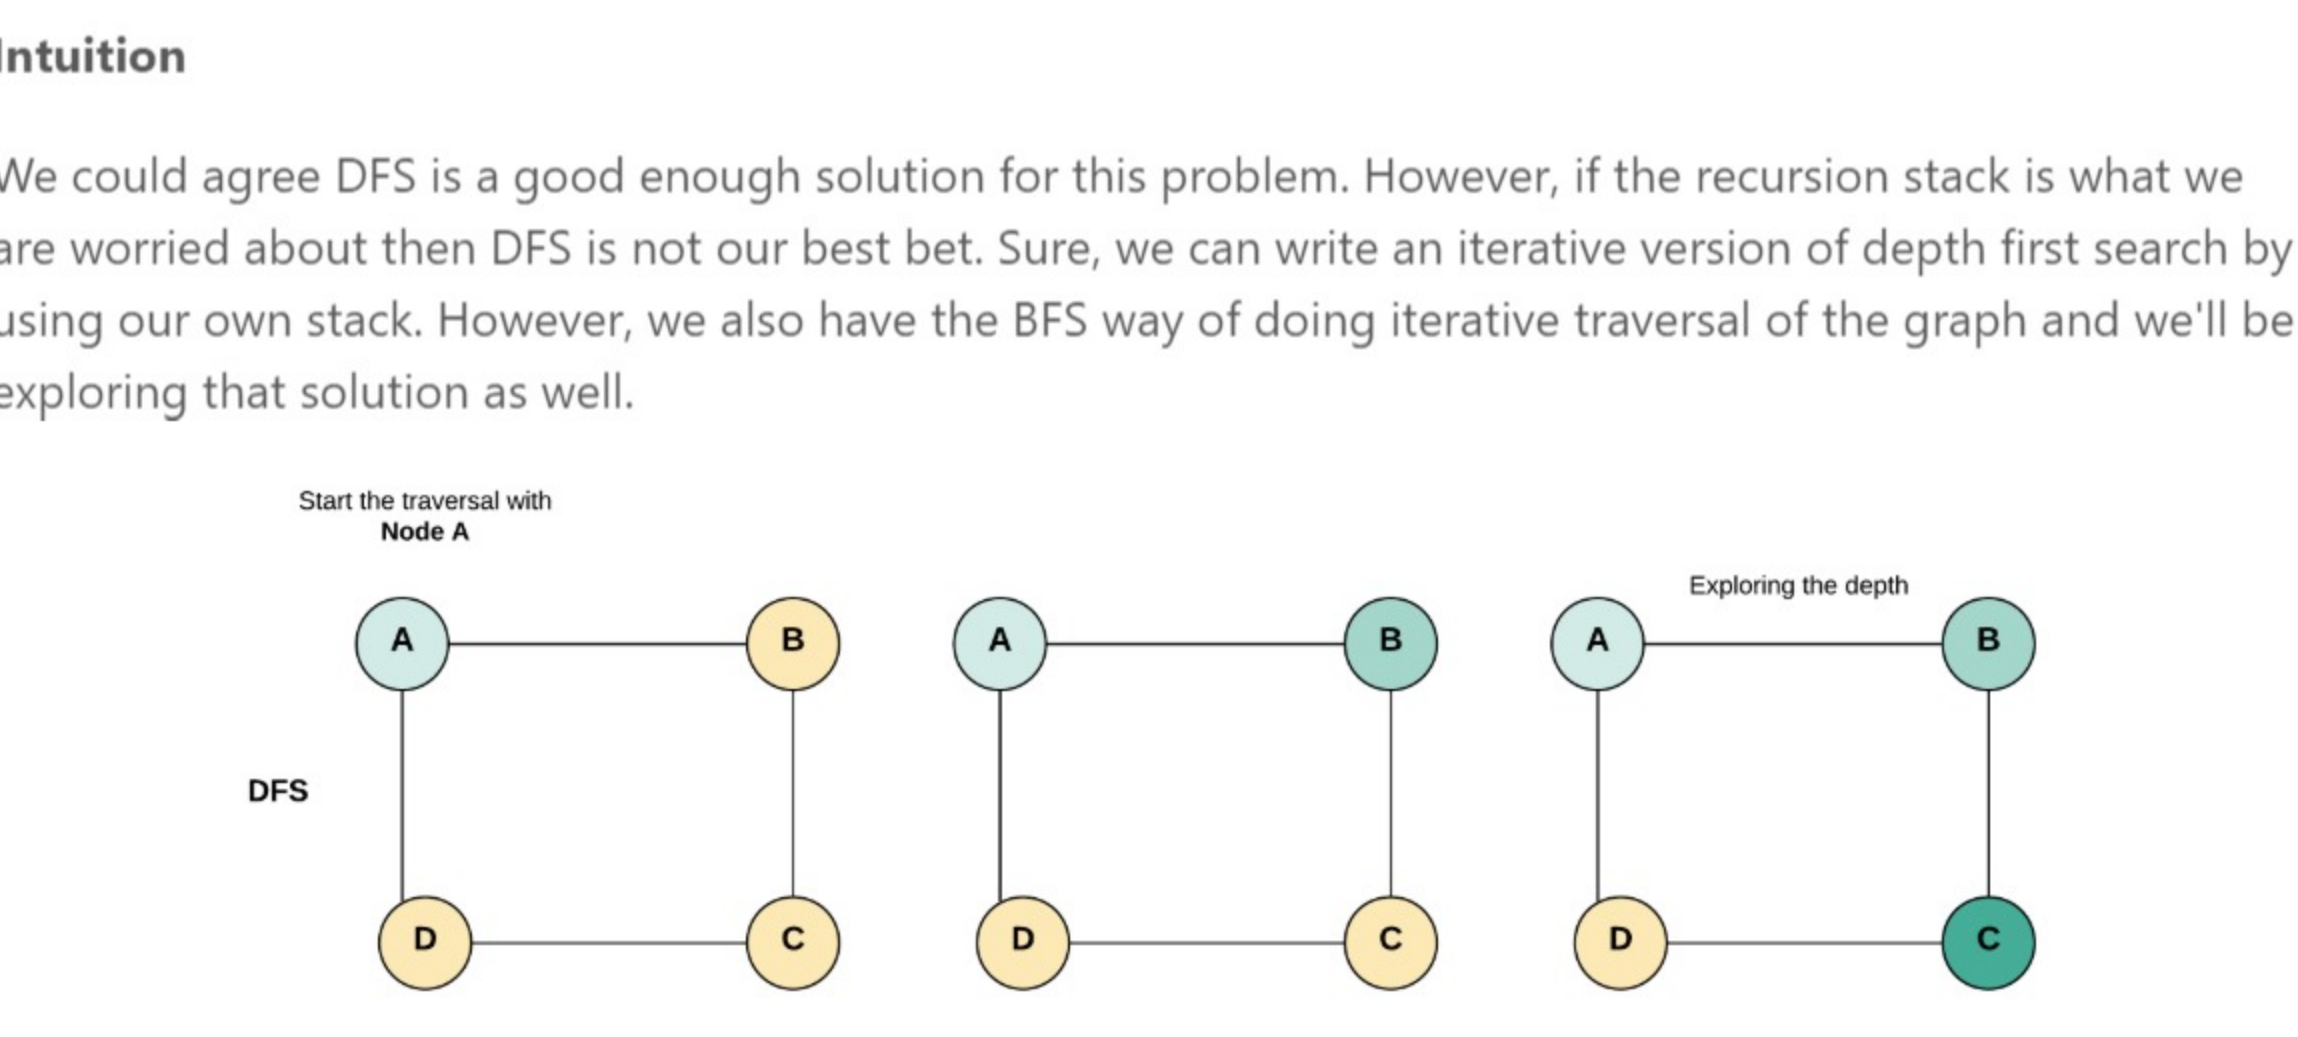 Intuition
We could agree DFS is a good enough solution for this problem. However, if the recursion stack is what we
are worried about then DFS is not our best bet. Sure, we can write an iterative version of depth first search by
using our own stack. However, we also have the BFS way of doing iterative traversal of the graph and we'll be
exploring that solution as well.
Start the traversal with
Node A
Exploring the depth
A B A B A B
DFS
D C D C D C